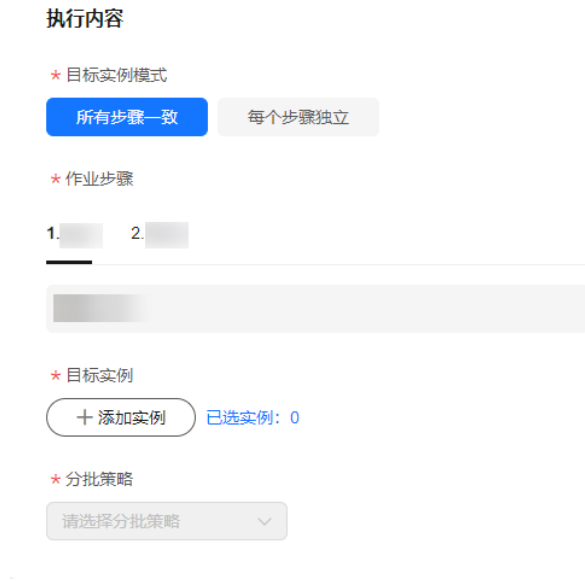 执行内容
* 目标实例模式
所有步骤一致 每个步骤独立
* 作业步骤
1. 2.
* 目标实例
+ 添加实例 已选实例：0
* 分批策略
请选择分批策略